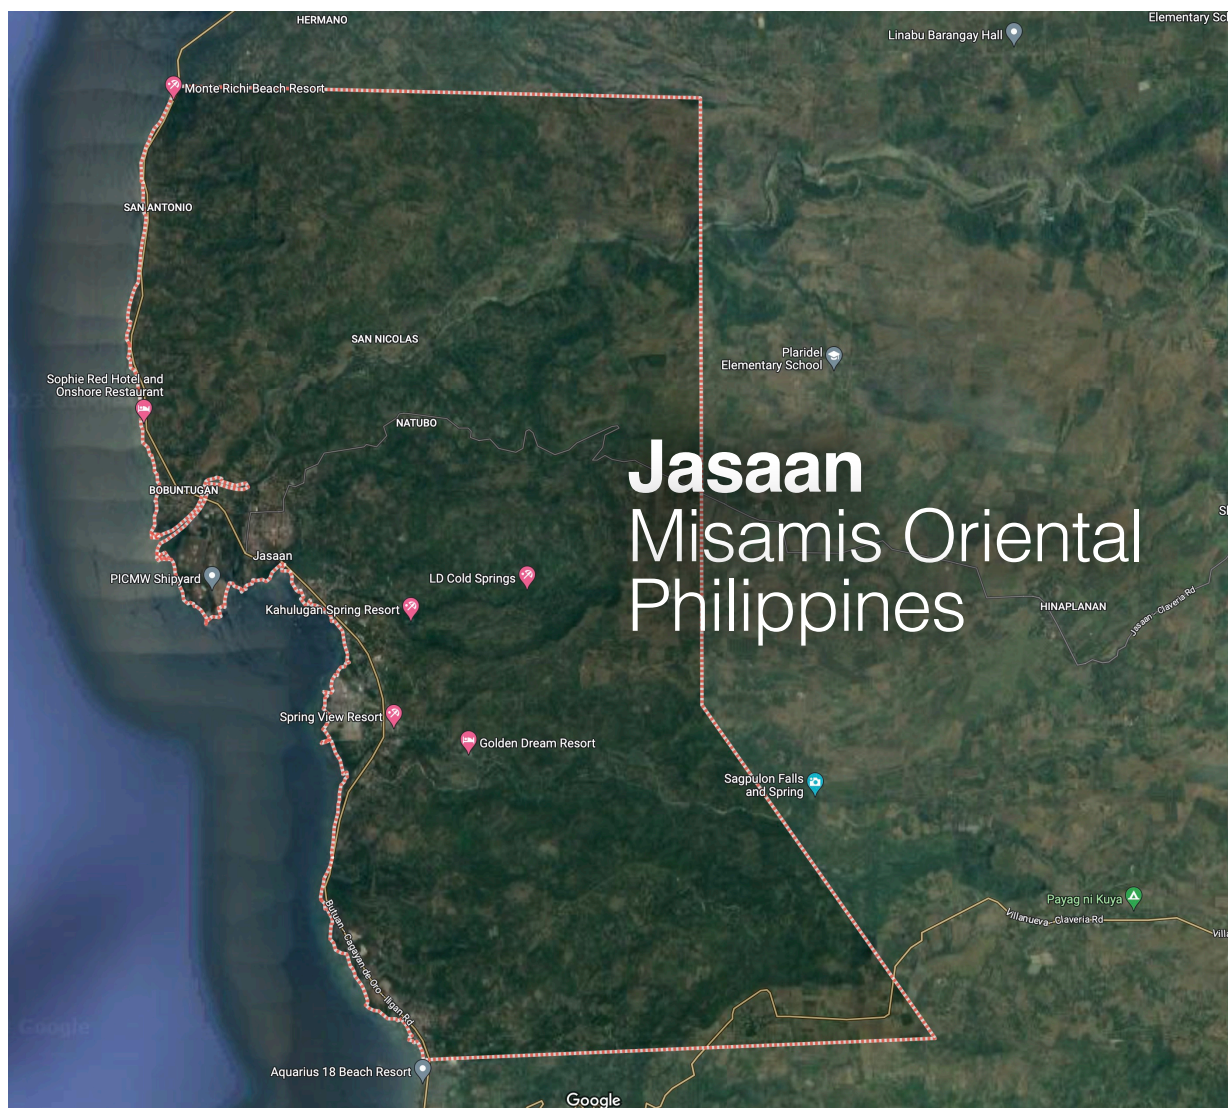 HERMANO
Elementary Sc
Linabu Barangay Hall
Monte Richi Beach Resort
SAN ANTONIO
SAN NICOLAS
Plaridel
Elementary School
Sophie Red Hotel and
Onshore Restaurant
NATUBO
Jasaan
Misamis Oriental
Philippines
BOBUNTUGAN
Jasaan
PICMW Shipyard
LD Cold Springs
Kahulugan Spring Resort
HINAPLANAN
Jasaan—Claveria Rd
Spring View Resort
Golden Dream Resort
Sagpulon Falls
and Spring
Payag ni Kuya
Villanueva—Claveria Rd
Butuan—Cagayan de Oro—Iligan Rd
Aquarius 18 Beach Resort
Google
Google